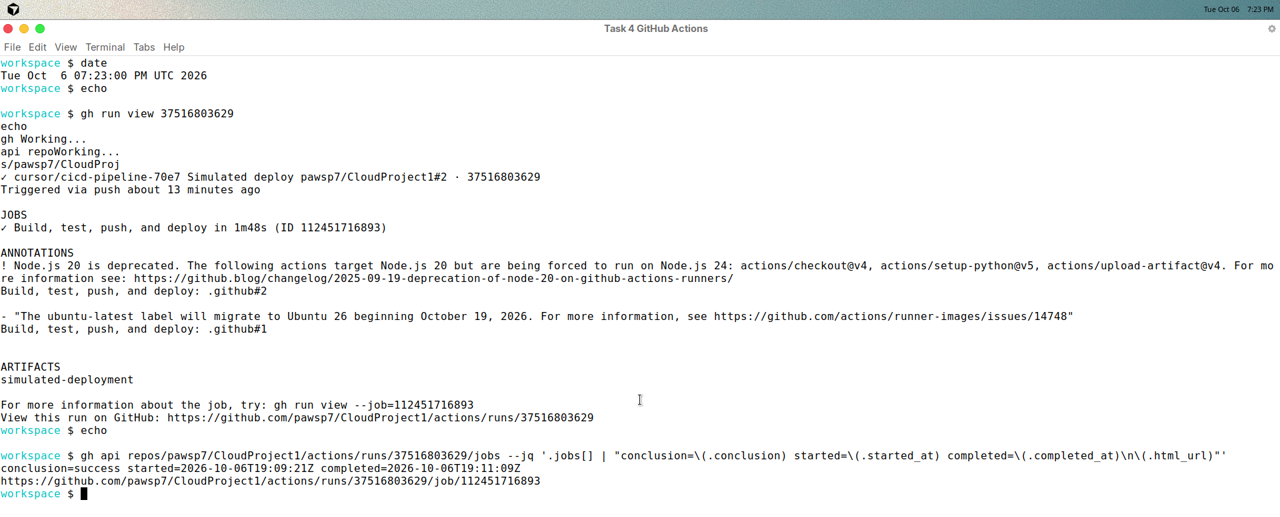 Tue Oct 06 7:23 PM
Task 4 GitHub Actions
File Edit View Terminal Tabs Help
workspace $ date
Tue Oct  6 07:23:00 PM UTC 2026
workspace $ echo
workspace $ gh run view 37516803629
echo
gh Working...
api repoWorking...
s/pawsp7/CloudProj
✓ cursor/cicd-pipeline-70e7 Simulated deploy pawsp7/CloudProject1#2 · 37516803629
Triggered via push about 13 minutes ago
JOBS
✓ Build, test, push, and deploy in 1m48s (ID 112451716893)
ANNOTATIONS
! Node.js 20 is deprecated. The following actions target Node.js 20 but are being forced to run on Node.js 24: actions/checkout@v4, actions/setup-python@v5, actions/upload-artifact@v4. For mo
re information see: https://github.blog/changelog/2025-09-19-deprecation-of-node-20-on-github-actions-runners/
Build, test, push, and deploy: .github#2
- "The ubuntu-latest label will migrate to Ubuntu 26 beginning October 19, 2026. For more information, see https://github.com/actions/runner-images/issues/14748"
Build, test, push, and deploy: .github#1
ARTIFACTS
simulated-deployment
For more information about the job, try: gh run view --job=112451716893
View this run on GitHub: https://github.com/pawsp7/CloudProject1/actions/runs/37516803629
workspace $ echo
workspace $ gh api repos/pawsp7/CloudProject1/actions/runs/37516803629/jobs --jq '.jobs[] | "conclusion=\(.conclusion) started=\(.started_at) completed=\(.completed_at)\n\(.html_url)"'
conclusion=success started=2026-10-06T19:09:21Z completed=2026-10-06T19:11:09Z
https://github.com/pawsp7/CloudProject1/actions/runs/37516803629/job/112451716893
workspace $